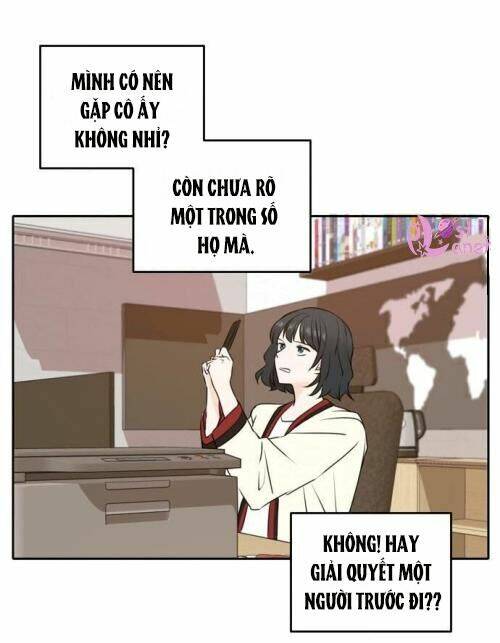 MÌNH CÓ NÊN
GẶP CÔ ẤY
KHÔNG NHỈ?
CÒN CHƯA RÕ
MỘT TRONG SỐ
HỌ MÀ.
KHÔNG! HAY
GIẢI QUYẾT MỘT
NGƯỜI TRƯỚC ĐI??